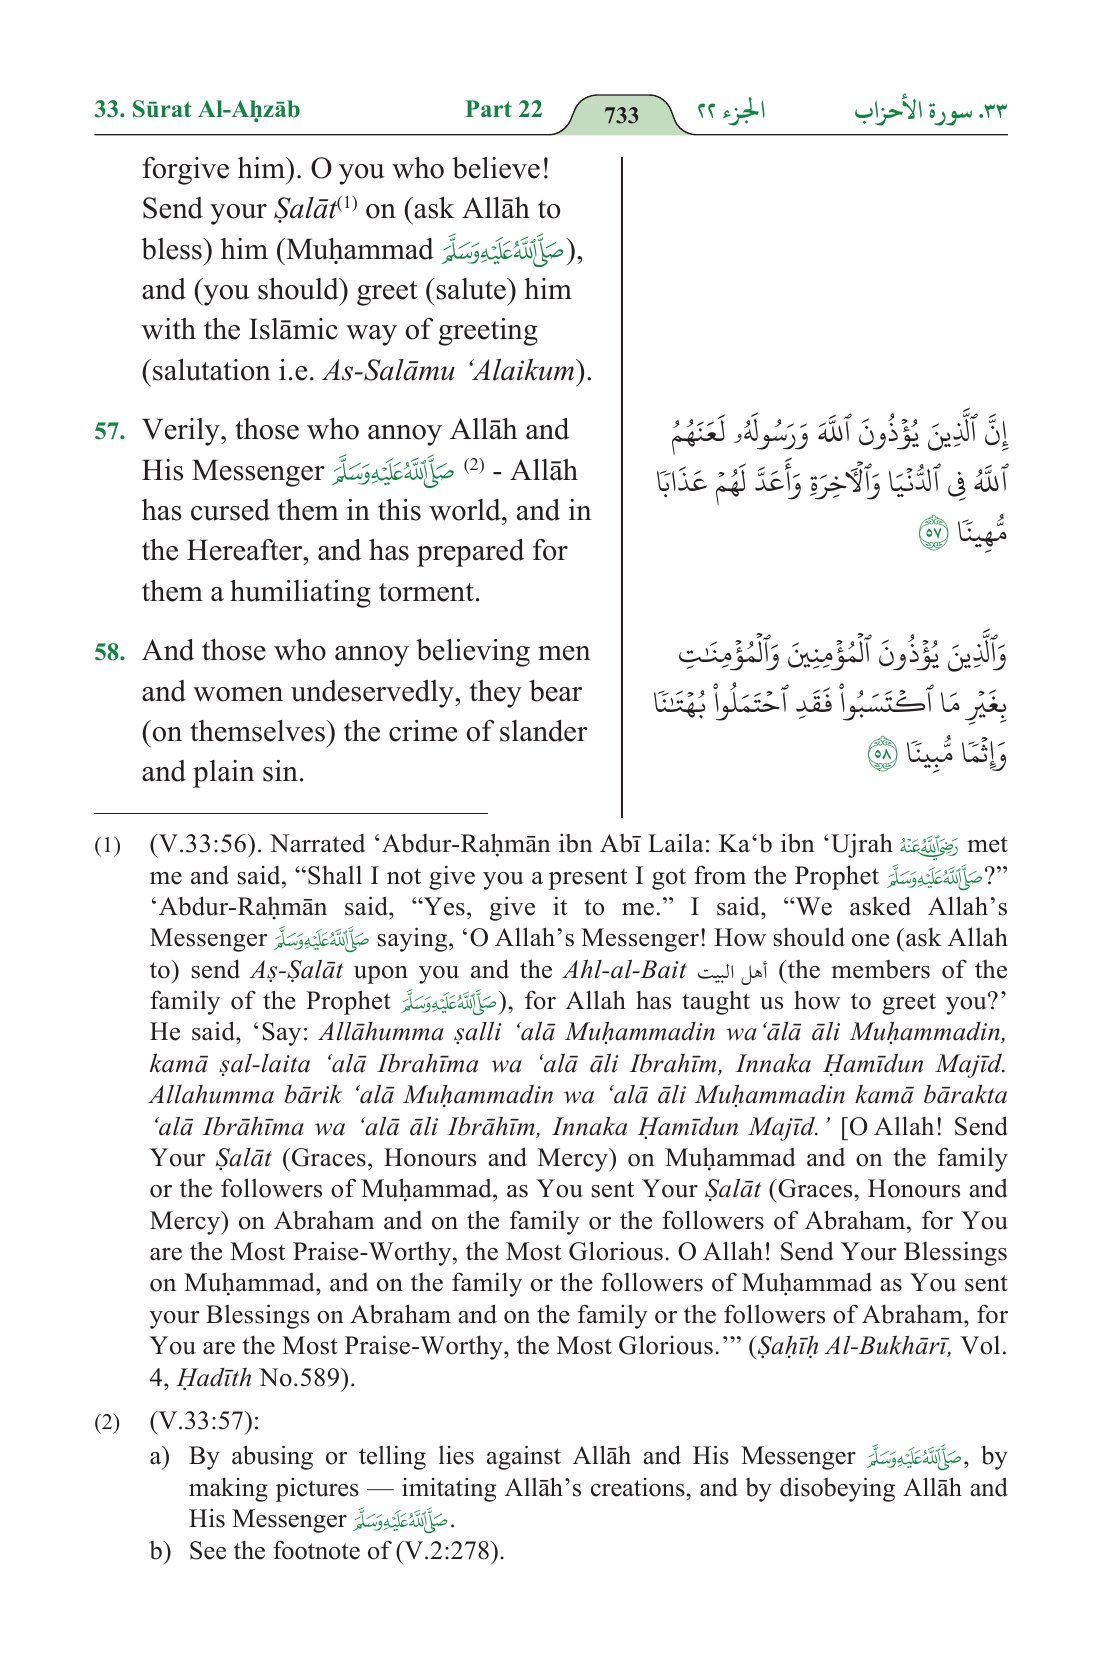 33. Sūrat Al-Aḥzāb Part 22 733 الجزء ٢٢ ٣٣. سورة الأحزاب
forgive him). O you who believe!
Send your Ṣalāt(1) on (ask Allāh to
bless) him (Muḥammad صَلَّى اللَّهُ عَلَيْهِ وَسَلَّمَ),
and (you should) greet (salute) him
with the Islāmic way of greeting
(salutation i.e. As-Salāmu ‘Alaikum).
57. Verily, those who annoy Allāh and
His Messenger صَلَّى اللَّهُ عَلَيْهِ وَسَلَّمَ (2) - Allāh
has cursed them in this world, and in
the Hereafter, and has prepared for
them a humiliating torment.
إِنَّ ٱلَّذِينَ يُؤْذُونَ ٱللَّهَ وَرَسُولَهُۥ لَعَنَهُمُ
ٱللَّهُ فِى ٱلدُّنْيَا وَٱلْـَٔاخِرَةِ وَأَعَدَّ لَهُمْ عَذَابًا
مُّهِينًا ٥٧
58. And those who annoy believing men
and women undeservedly, they bear
(on themselves) the crime of slander
and plain sin.
وَٱلَّذِينَ يُؤْذُونَ ٱلْمُؤْمِنِينَ وَٱلْمُؤْمِنَٰتِ
بِغَيْرِ مَا ٱكْتَسَبُوا۟ فَقَدِ ٱحْتَمَلُوا۟ بُهْتَٰنًا
وَإِثْمًا مُّبِينًا ٥٨
(1) (V.33:56). Narrated ‘Abdur-Raḥmān ibn Abī Laila: Ka‘b ibn ‘Ujrah رَضِيَ اللَّهُ عَنْهُ met
me and said, “Shall I not give you a present I got from the Prophet صَلَّى اللَّهُ عَلَيْهِ وَسَلَّمَ?”
‘Abdur-Raḥmān said, “Yes, give it to me.” I said, “We asked Allah’s
Messenger صَلَّى اللَّهُ عَلَيْهِ وَسَلَّمَ saying, ‘O Allah’s Messenger! How should one (ask Allah
to) send Aṣ-Ṣalāt upon you and the Ahl-al-Bait أهل البيت (the members of the
family of the Prophet صَلَّى اللَّهُ عَلَيْهِ وَسَلَّمَ), for Allah has taught us how to greet you?’
He said, ‘Say: Allāhumma ṣalli ‘alā Muḥammadin wa‘ālā āli Muḥammadin,
kamā ṣal-laita ‘alā Ibrahīma wa ‘alā āli Ibrahīm, Innaka Ḥamīdun Majīd.
Allahumma bārik ‘alā Muḥammadin wa ‘alā āli Muḥammadin kamā bārakta
‘alā Ibrāhīma wa ‘alā āli Ibrāhīm, Innaka Ḥamīdun Majīd.’ [O Allah! Send
Your Ṣalāt (Graces, Honours and Mercy) on Muḥammad and on the family
or the followers of Muḥammad, as You sent Your Ṣalāt (Graces, Honours and
Mercy) on Abraham and on the family or the followers of Abraham, for You
are the Most Praise-Worthy, the Most Glorious. O Allah! Send Your Blessings
on Muḥammad, and on the family or the followers of Muḥammad as You sent
your Blessings on Abraham and on the family or the followers of Abraham, for
You are the Most Praise-Worthy, the Most Glorious.’” (Ṣaḥīḥ Al-Bukhārī, Vol.
4, Ḥadīth No.589).
(2) (V.33:57):
a) By abusing or telling lies against Allāh and His Messenger صَلَّى اللَّهُ عَلَيْهِ وَسَلَّمَ, by
making pictures — imitating Allāh’s creations, and by disobeying Allāh and
His Messenger صَلَّى اللَّهُ عَلَيْهِ وَسَلَّمَ.
b) See the footnote of (V.2:278).